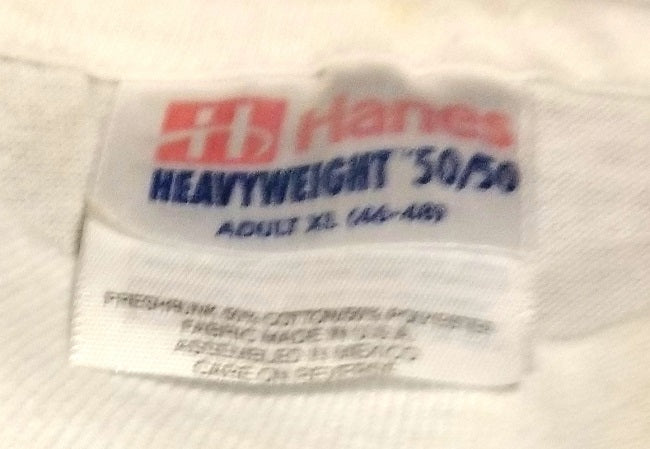 Hanes
HEAVYWEIGHT™ 50/50
ADULT XL (46-48)
PRESHRUNK 50% COTTON/50% POLYESTER
FABRIC MADE IN U.S.A
ASSEMBLED IN MEXICO
CARE ON REVERSE